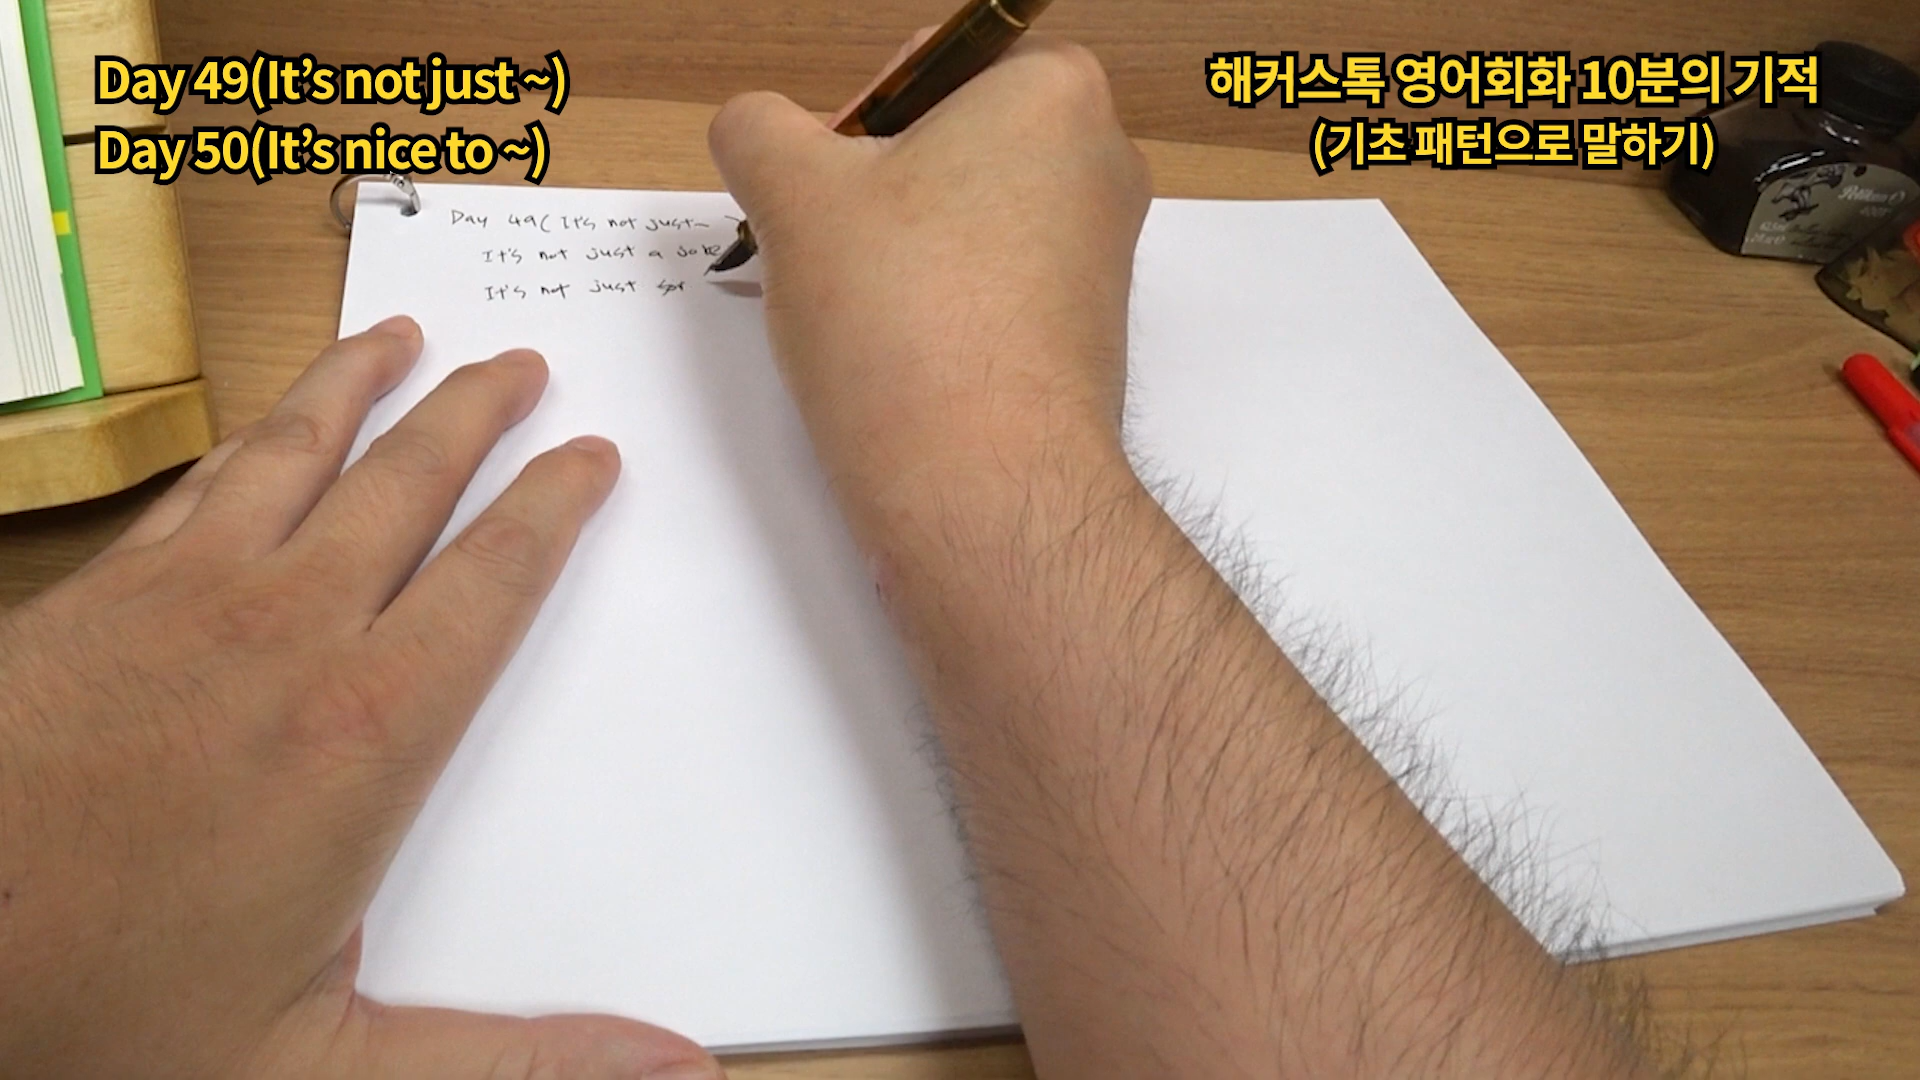 Day 49(It's not just ~)
Day 50(It's nice to ~)
해커스톡 영어회화 10분의 기적
(기초 패턴으로 말하기)
Day 49( It's not just~
It's not just a joke
It's not just
Pelikan